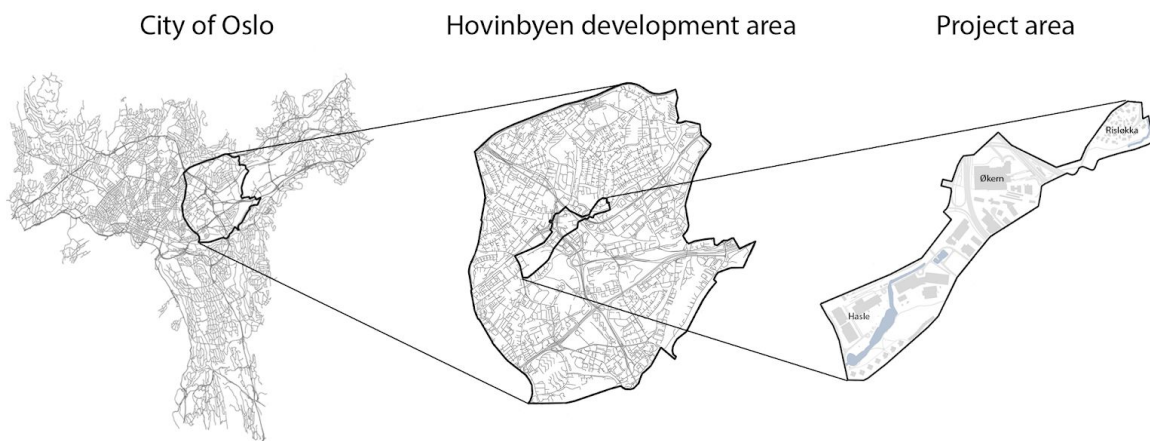 City of Oslo
Hovinbyen development area
Project area
Risløkka
Økern
Hasle